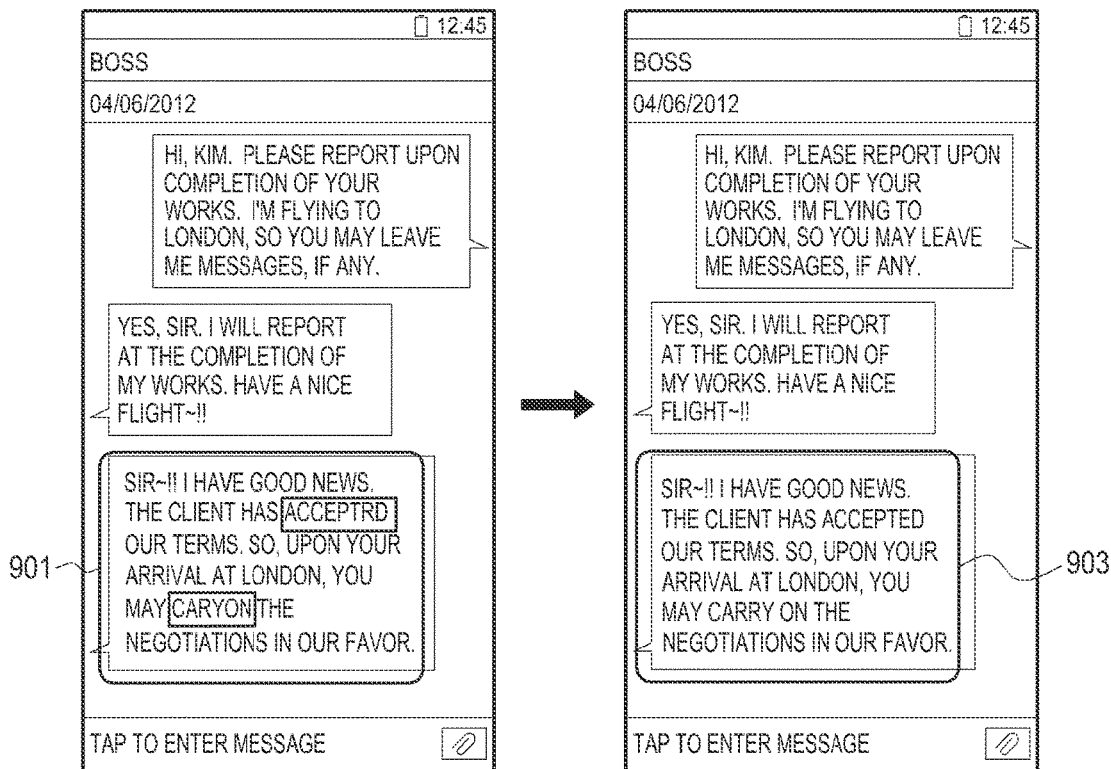 12:45
BOSS
04/06/2012
HI, KIM. PLEASE REPORT UPON
COMPLETION OF YOUR
WORKS. I'M FLYING TO
LONDON, SO YOU MAY LEAVE
ME MESSAGES, IF ANY.
YES, SIR. I WILL REPORT
AT THE COMPLETION OF
MY WORKS. HAVE A NICE
FLIGHT~!!
SIR~!! I HAVE GOOD NEWS.
THE CLIENT HAS ACCEPTRD
OUR TERMS. SO, UPON YOUR
ARRIVAL AT LONDON, YOU
MAY CARYON THE
NEGOTIATIONS IN OUR FAVOR.
901
TAP TO ENTER MESSAGE
12:45
BOSS
04/06/2012
HI, KIM. PLEASE REPORT UPON
COMPLETION OF YOUR
WORKS. I'M FLYING TO
LONDON, SO YOU MAY LEAVE
ME MESSAGES, IF ANY.
YES, SIR. I WILL REPORT
AT THE COMPLETION OF
MY WORKS. HAVE A NICE
FLIGHT~!!
SIR~!! I HAVE GOOD NEWS.
THE CLIENT HAS ACCEPTED
OUR TERMS. SO, UPON YOUR
ARRIVAL AT LONDON, YOU
MAY CARRY ON THE
NEGOTIATIONS IN OUR FAVOR.
903
TAP TO ENTER MESSAGE